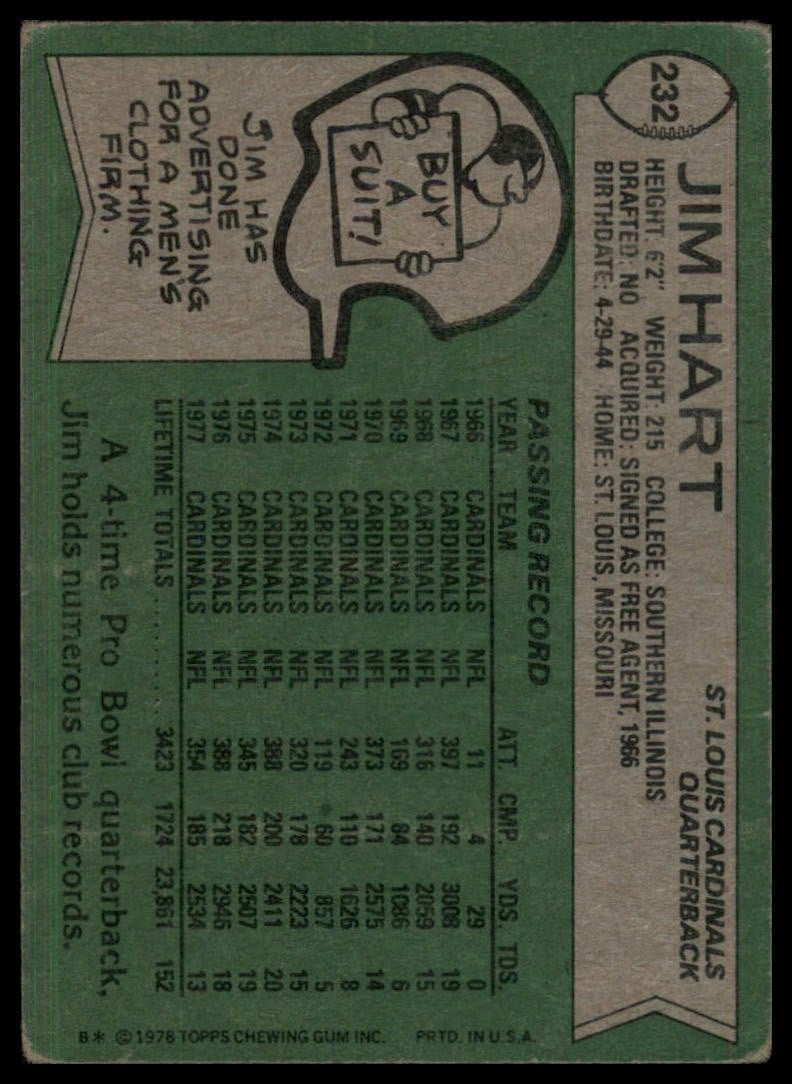 232
JIM HART
ST. LOUIS CARDINALS
QUARTERBACK
HEIGHT: 6'2" WEIGHT: 215 COLLEGE: SOUTHERN ILLINOIS
DRAFTED: NO ACQUIRED: SIGNED AS FREE AGENT, 1966
BIRTHDATE: 4-29-44 HOME: ST. LOUIS, MISSOURI
BUY
A
SUIT!
JIM HAS
DONE
ADVERTISING
FOR A MEN'S
CLOTHING
FIRM.
PASSING RECORD
YEAR TEAM ATT. CMP. YDS. TDS.
1966 CARDINALS NFL 11 4 29 0
1967 CARDINALS NFL 397 192 3008 19
1968 CARDINALS NFL 316 140 2059 15
1969 CARDINALS NFL 169 84 1086 6
1970 CARDINALS NFL 373 171 2575 14
1971 CARDINALS NFL 243 110 1626 8
1972 CARDINALS NFL 119 60 857 5
1973 CARDINALS NFL 320 178 2223 15
1974 CARDINALS NFL 388 200 2411 20
1975 CARDINALS NFL 345 182 2507 19
1976 CARDINALS NFL 388 218 2946 18
1977 CARDINALS NFL 354 185 2534 13
LIFETIME TOTALS .......... 3423 1724 23,861 152
A 4-time Pro Bowl quarterback,
Jim holds numerous club records.
B* © 1978 TOPPS CHEWING GUM INC. PRTD. IN U.S.A.